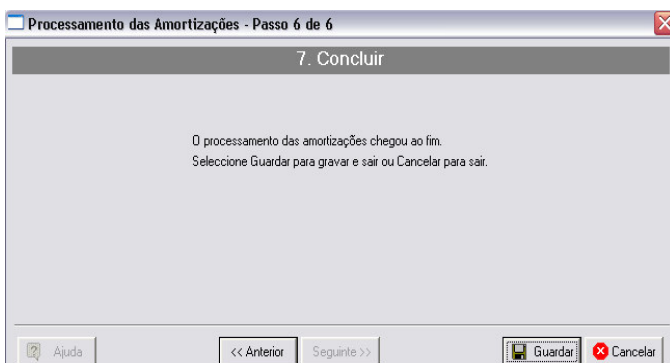 Processamento das Amortizações - Passo 6 de 6
7. Concluir
O processamento das amortizações chegou ao fim.
Seleccione Guardar para gravar e sair ou Cancelar para sair.
Ajuda
<< Anterior
Seguinte >>
Guardar
Cancelar